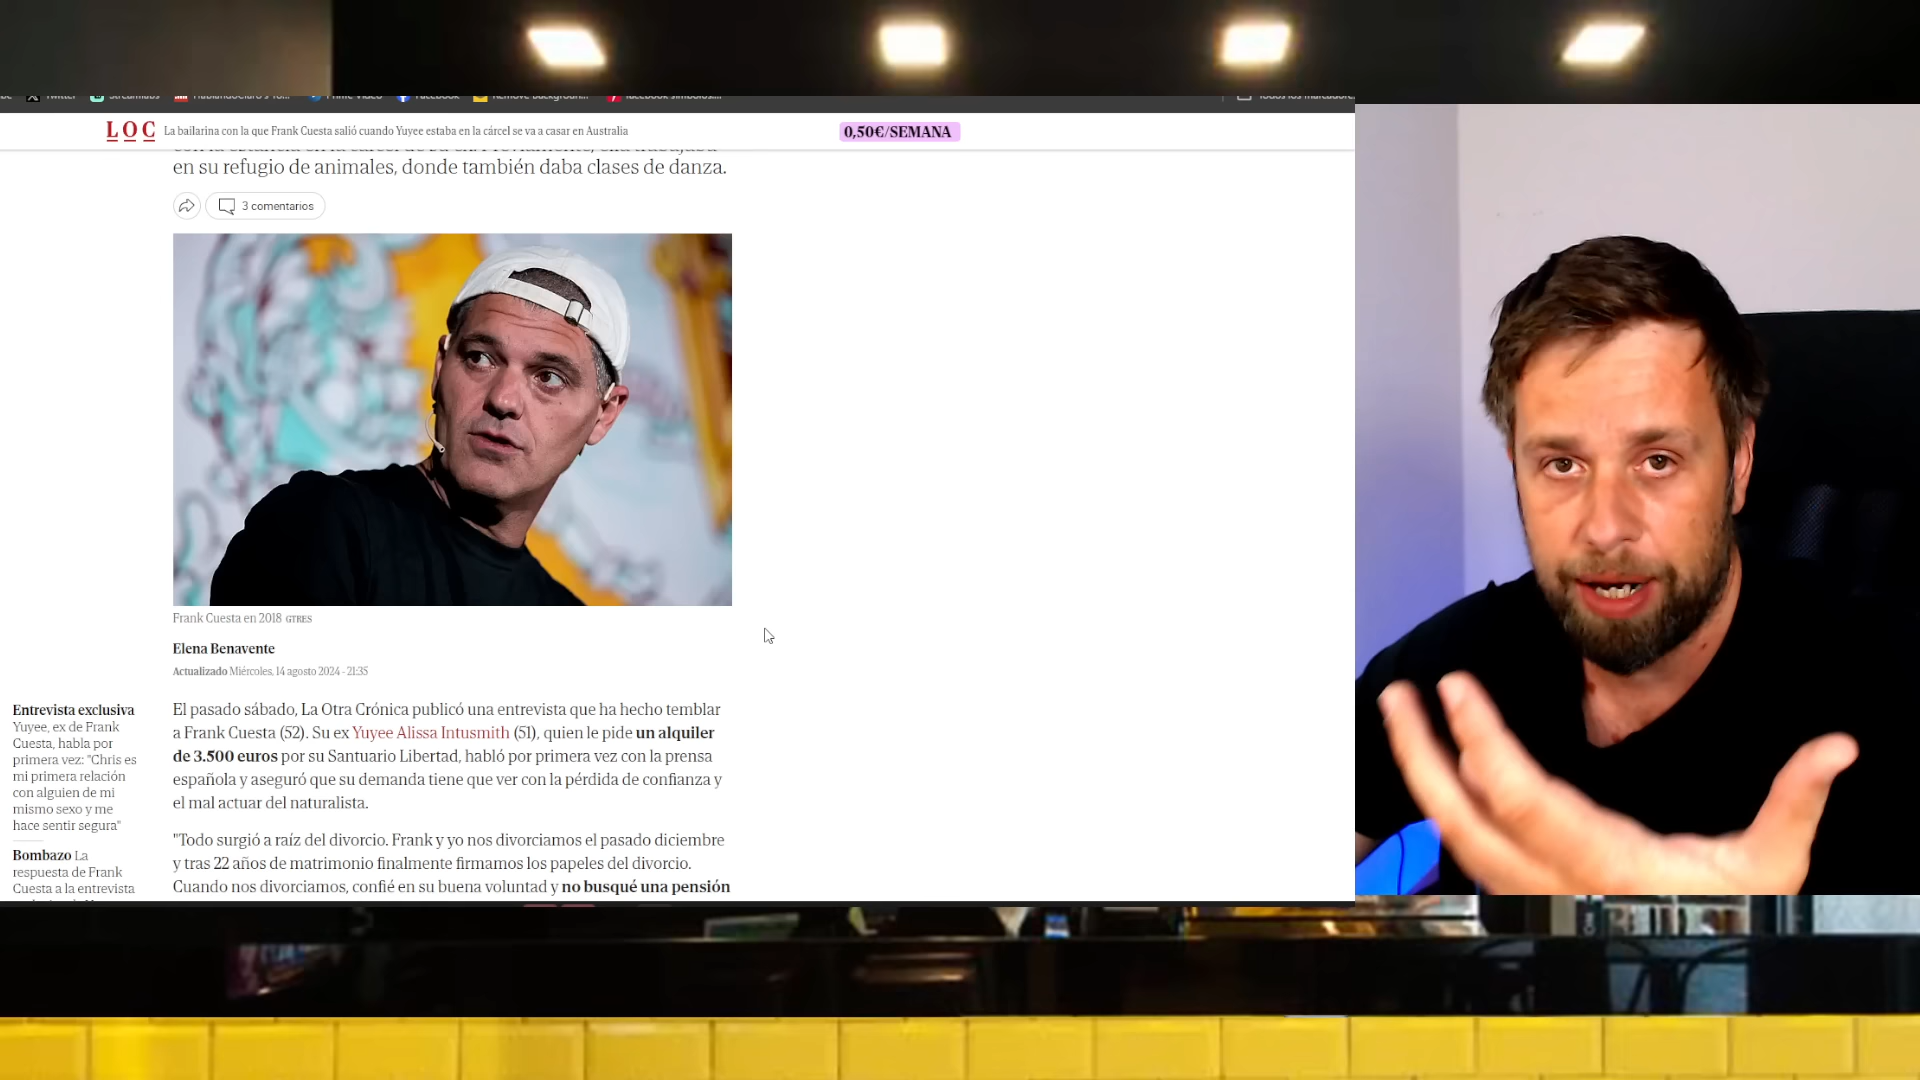 Twitter
Streamlabs
Prime Video
Facebook
LOC La bailarina con la que Frank Cuesta salió cuando Yuyee estaba en la cárcel se va a casar en Australia
0,50€/SEMANA
en su refugio de animales, donde también daba clases de danza.
3 comentarios
Frank Cuesta en 2018 GTRES
Elena Benavente
Actualizado Miércoles, 14 agosto 2024 - 21:35
Entrevista exclusiva
Yuyee, ex de Frank
Cuesta, habla por
primera vez: "Chris es
mi primera relación
con alguien de mi
mismo sexo y me
hace sentir segura"
Bombazo La
respuesta de Frank
Cuesta a la entrevista
El pasado sábado, La Otra Crónica publicó una entrevista que ha hecho temblar
a Frank Cuesta (52). Su ex Yuyee Alissa Intusmith (51), quien le pide un alquiler
de 3.500 euros por su Santuario Libertad, habló por primera vez con la prensa
española y aseguró que su demanda tiene que ver con la pérdida de confianza y
el mal actuar del naturalista.
"Todo surgió a raíz del divorcio. Frank y yo nos divorciamos el pasado diciembre
y tras 22 años de matrimonio finalmente firmamos los papeles del divorcio.
Cuando nos divorciamos, confié en su buena voluntad y no busqué una pensión